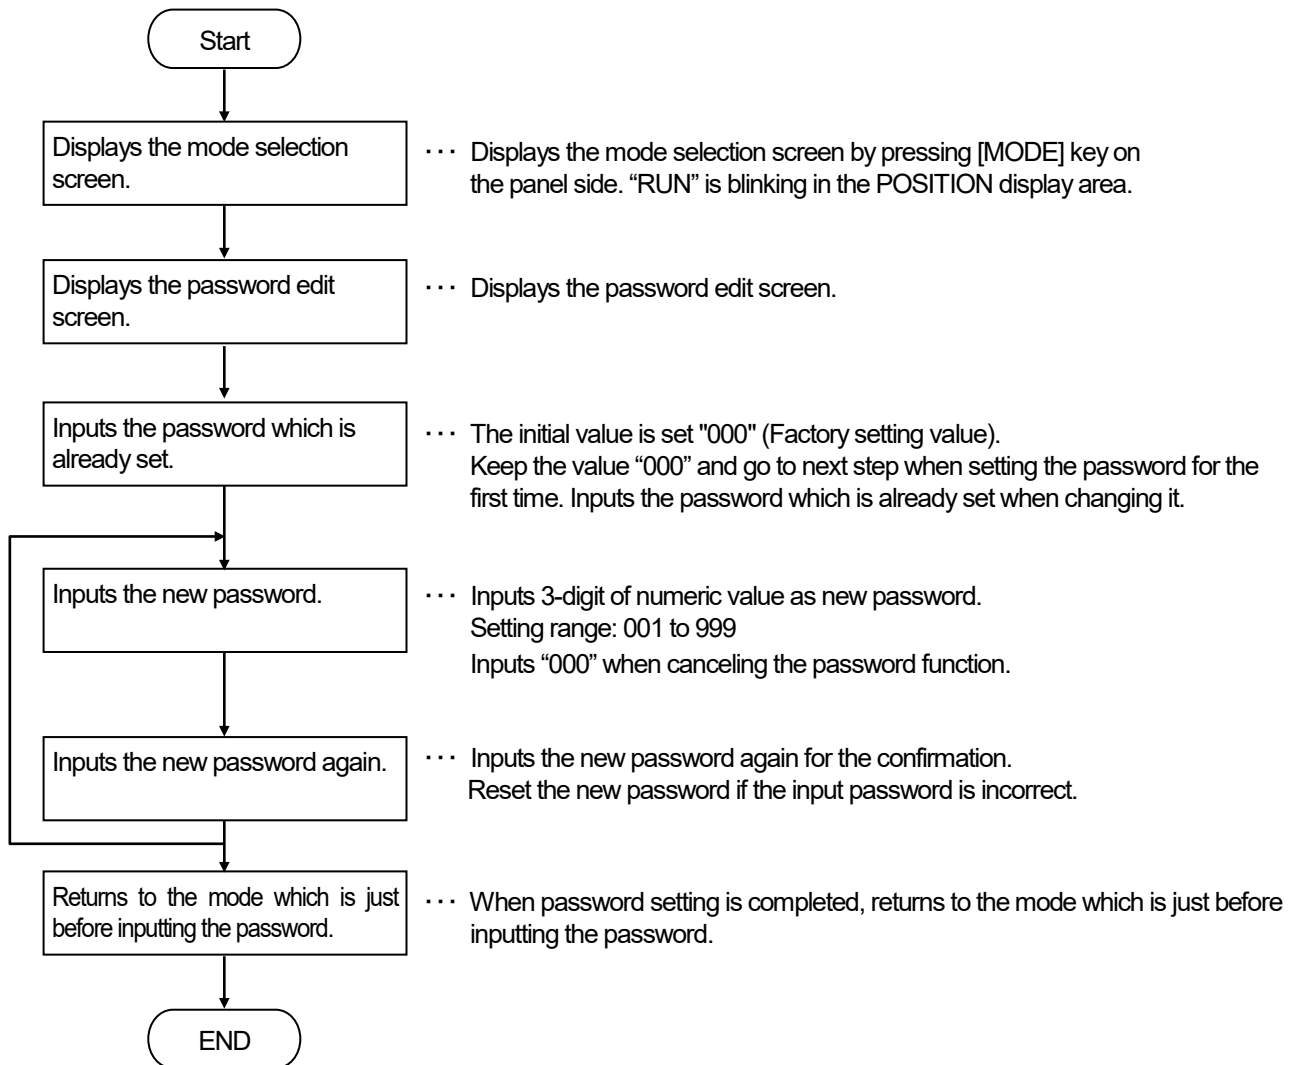 Start
Displays the mode selection
screen.
··· Displays the mode selection screen by pressing [MODE] key on
the panel side. “RUN” is blinking in the POSITION display area.
Displays the password edit
screen.
··· Displays the password edit screen.
Inputs the password which is
already set.
··· The initial value is set "000" (Factory setting value).
Keep the value “000” and go to next step when setting the password for the
first time. Inputs the password which is already set when changing it.
Inputs the new password.
··· Inputs 3-digit of numeric value as new password.
Setting range: 001 to 999
Inputs “000” when canceling the password function.
Inputs the new password again.
··· Inputs the new password again for the confirmation.
Reset the new password if the input password is incorrect.
Returns to the mode which is just
before inputting the password.
··· When password setting is completed, returns to the mode which is just before
inputting the password.
END